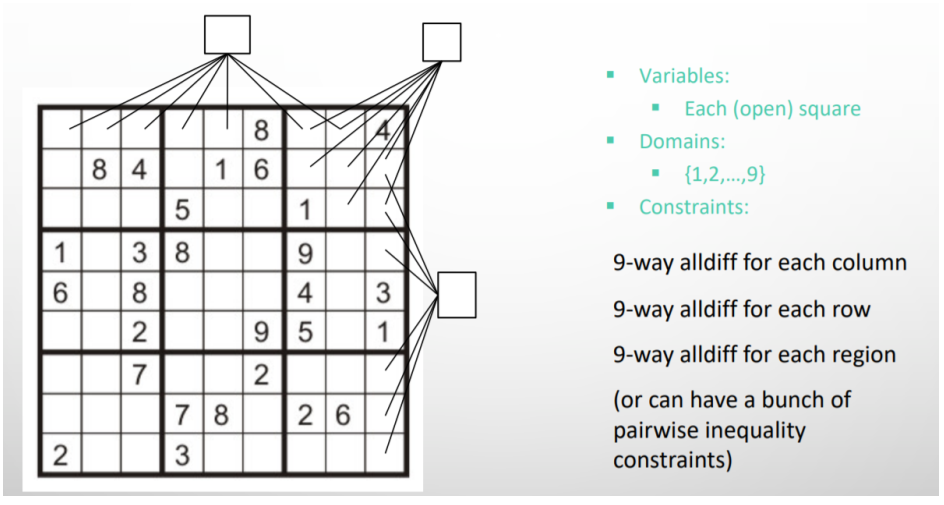 8 4
8 4 1 6
5 1
1 3 8 9
6 8 4 3
2 9 5 1
7 2
7 8 2 6
2 3
▪ Variables:
▪ Each (open) square
▪ Domains:
▪ {1,2,…,9}
▪ Constraints:
9-way alldiff for each column
9-way alldiff for each row
9-way alldiff for each region
(or can have a bunch of
pairwise inequality
constraints)